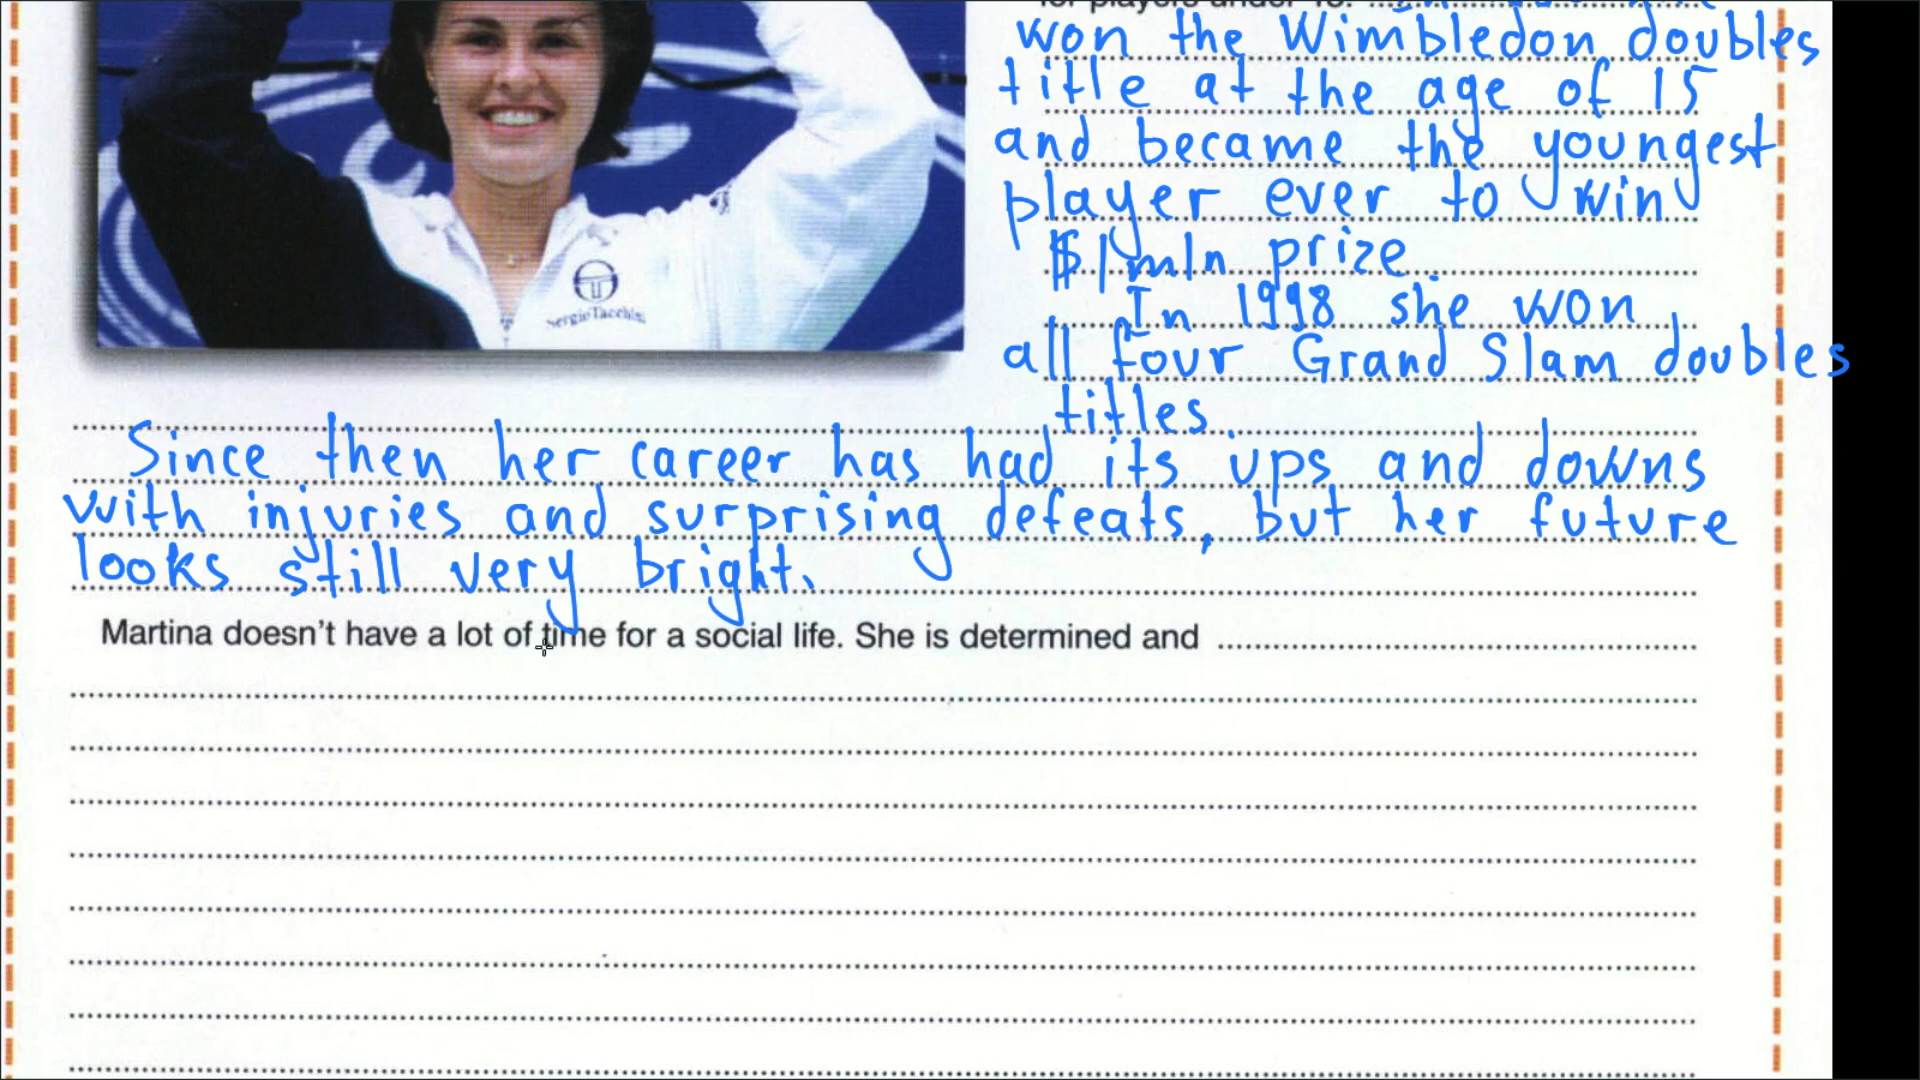 won the Wimbledon doubles
title at the age of 15
and became the youngest
player ever to win
$1mln prize
In 1998 she won
all four Grand Slam doubles
titles
Sergio Tacchini
Since then her career has had its ups and downs
with injuries and surprising defeats, but her future
looks still very bright.
Martina doesn't have a lot of time for a social life. She is determined and